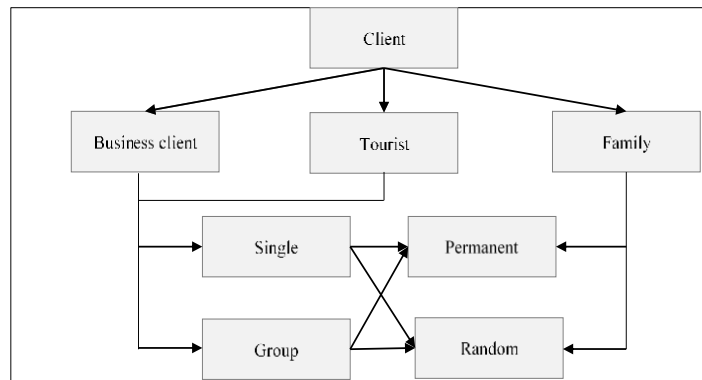 Client
Business client
Tourist
Family
Single
Permanent
Group
Random